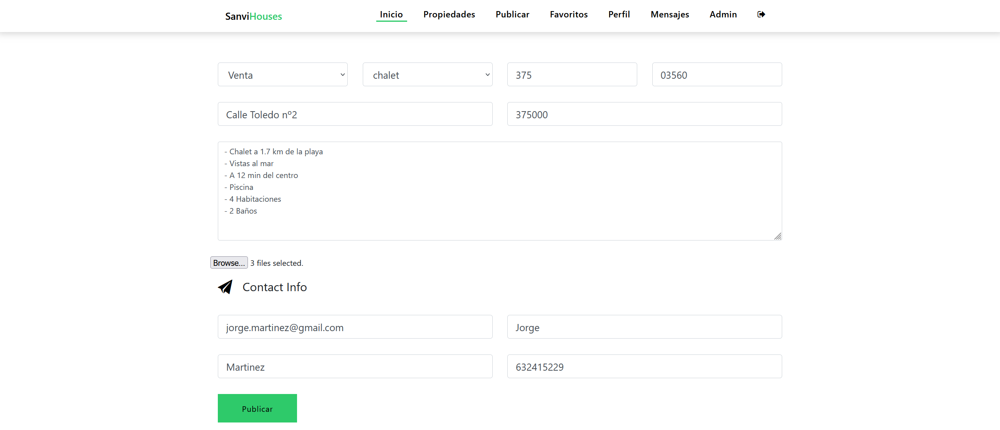 SanviHouses
Inicio Propiedades Publicar Favoritos Perfil Mensajes Admin
Venta chalet 375 03560
Calle Toledo nº2 375000
- Chalet a 1.7 km de la playa
- Vistas al mar
- A 12 min del centro
- Piscina
- 4 Habitaciones
- 2 Baños
Browse... 3 files selected.
Contact Info
jorge.martinez@gmail.com Jorge
Martinez 632415229
Publicar